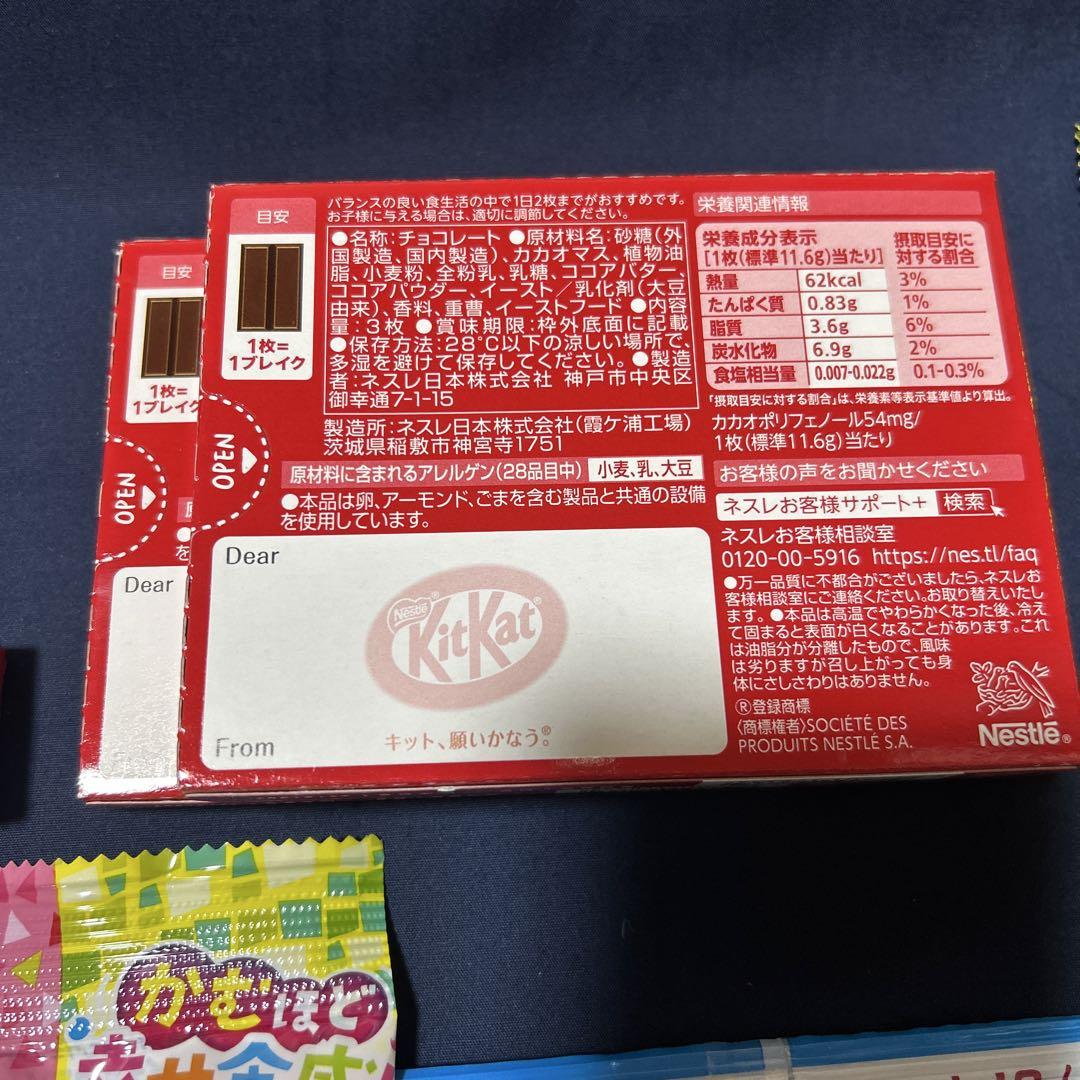 目安
1枚=
1ブレイク
OPEN
バランスの良い食生活の中で1日2枚までがおすすめです。
お子様に与える場合は、適切に調節してください。
●名称:チョコレート ●原材料名:砂糖(外
国製造、国内製造)、カカオマス、植物油
脂、小麦粉、全粉乳、乳糖、ココアバター、
ココアパウダー、イースト/乳化剤(大豆
由来)、香料、重曹、イーストフード ●内容
量:3枚 ●賞味期限:枠外底面に記載
●保存方法:28℃以下の涼しい場所で、
多湿を避けて保存してください。●製造
者:ネスレ日本株式会社 神戸市中央区
御幸通7-1-15
製造所:ネスレ日本株式会社(霞ケ浦工場)
茨城県稲敷市神宮寺1751
原材料に含まれるアレルゲン(28品目中) 小麦、乳、大豆
●本品は卵、アーモンド、ごまを含む製品と共通の設備
を使用しています。
Dear
Nestlé®
KitKat®
キット、願いかなう。®
From
栄養関連情報
栄養成分表示
[1枚(標準11.6g)当たり]
摂取目安に
対する割合
熱量 62kcal 3%
たんぱく質 0.83g 1%
脂質 3.6g 6%
炭水化物 6.9g 2%
食塩相当量 0.007-0.022g 0.1-0.3%
「摂取目安に対する割合」は、栄養素等表示基準値より算出。
カカオポリフェノール54mg/
1枚(標準11.6g)当たり
お客様の声をお聞かせください
ネスレお客様サポート+ 検索
ネスレお客様相談室
0120-00-5916 https://nes.tl/faq
●万一品質に不都合がございましたら、ネスレお
客様相談室にご連絡ください。お取り替えいたし
ます。●本品は高温でやわらかくなった後、冷え
て固まると表面が白くなることがあります。これ
は油脂分が分離したもので、風味
は劣りますが召し上がっても身
体にさしさわりはありません。
®登録商標
〈商標権者〉SOCIÉTÉ DES
PRODUITS NESTLÉ S.A.
Nestlé®
目安
1枚=
1ブレイク
OPEN
Dear
かむほど